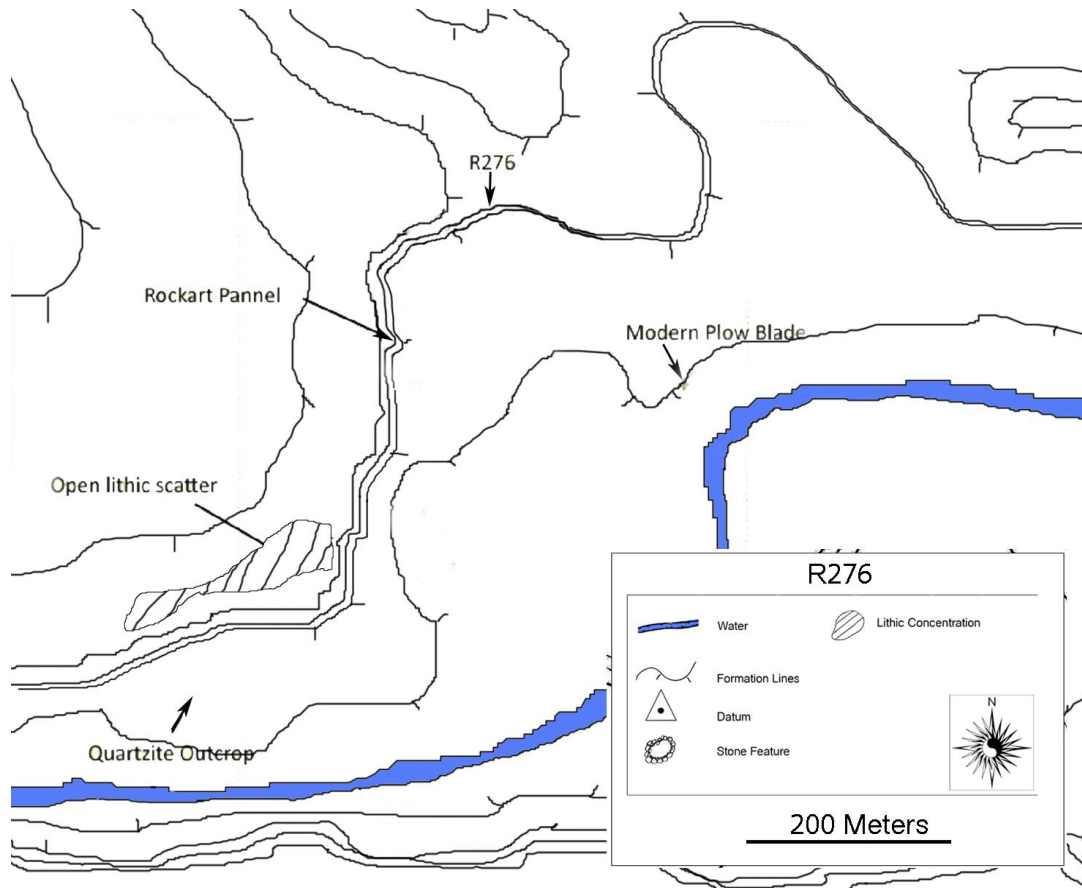 R276
Rockart Pannel
Modern Plow Blade
Open lithic scatter
Quartzite Outcrop
R276
Water
Lithic Concentration
Formation Lines
Datum
Stone Feature
N
200 Meters